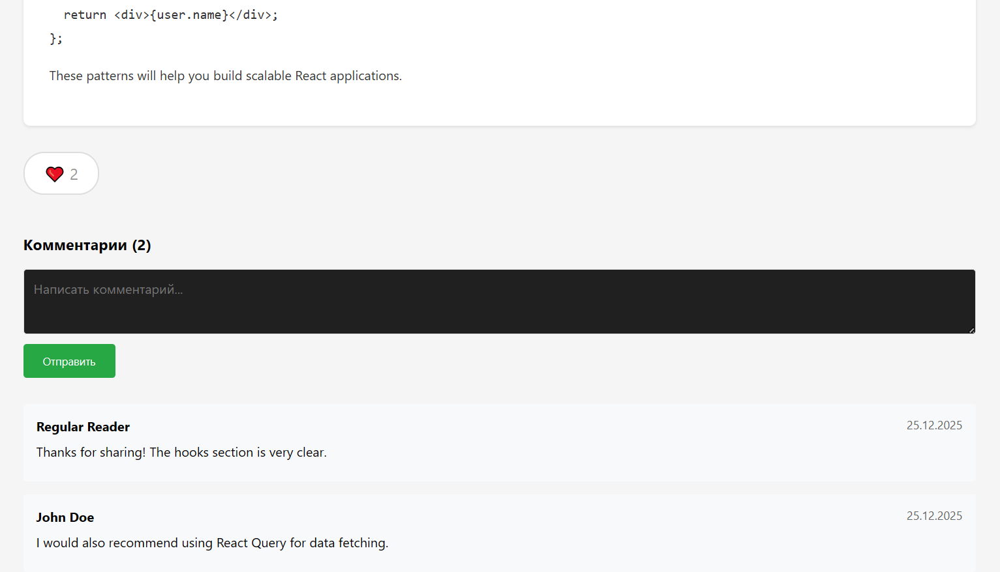 return <div>{user.name}</div>;
};
These patterns will help you build scalable React applications.
2
Комментарии (2)
Написать комментарий...
Отправить
Regular Reader
25.12.2025
Thanks for sharing! The hooks section is very clear.
John Doe
25.12.2025
I would also recommend using React Query for data fetching.